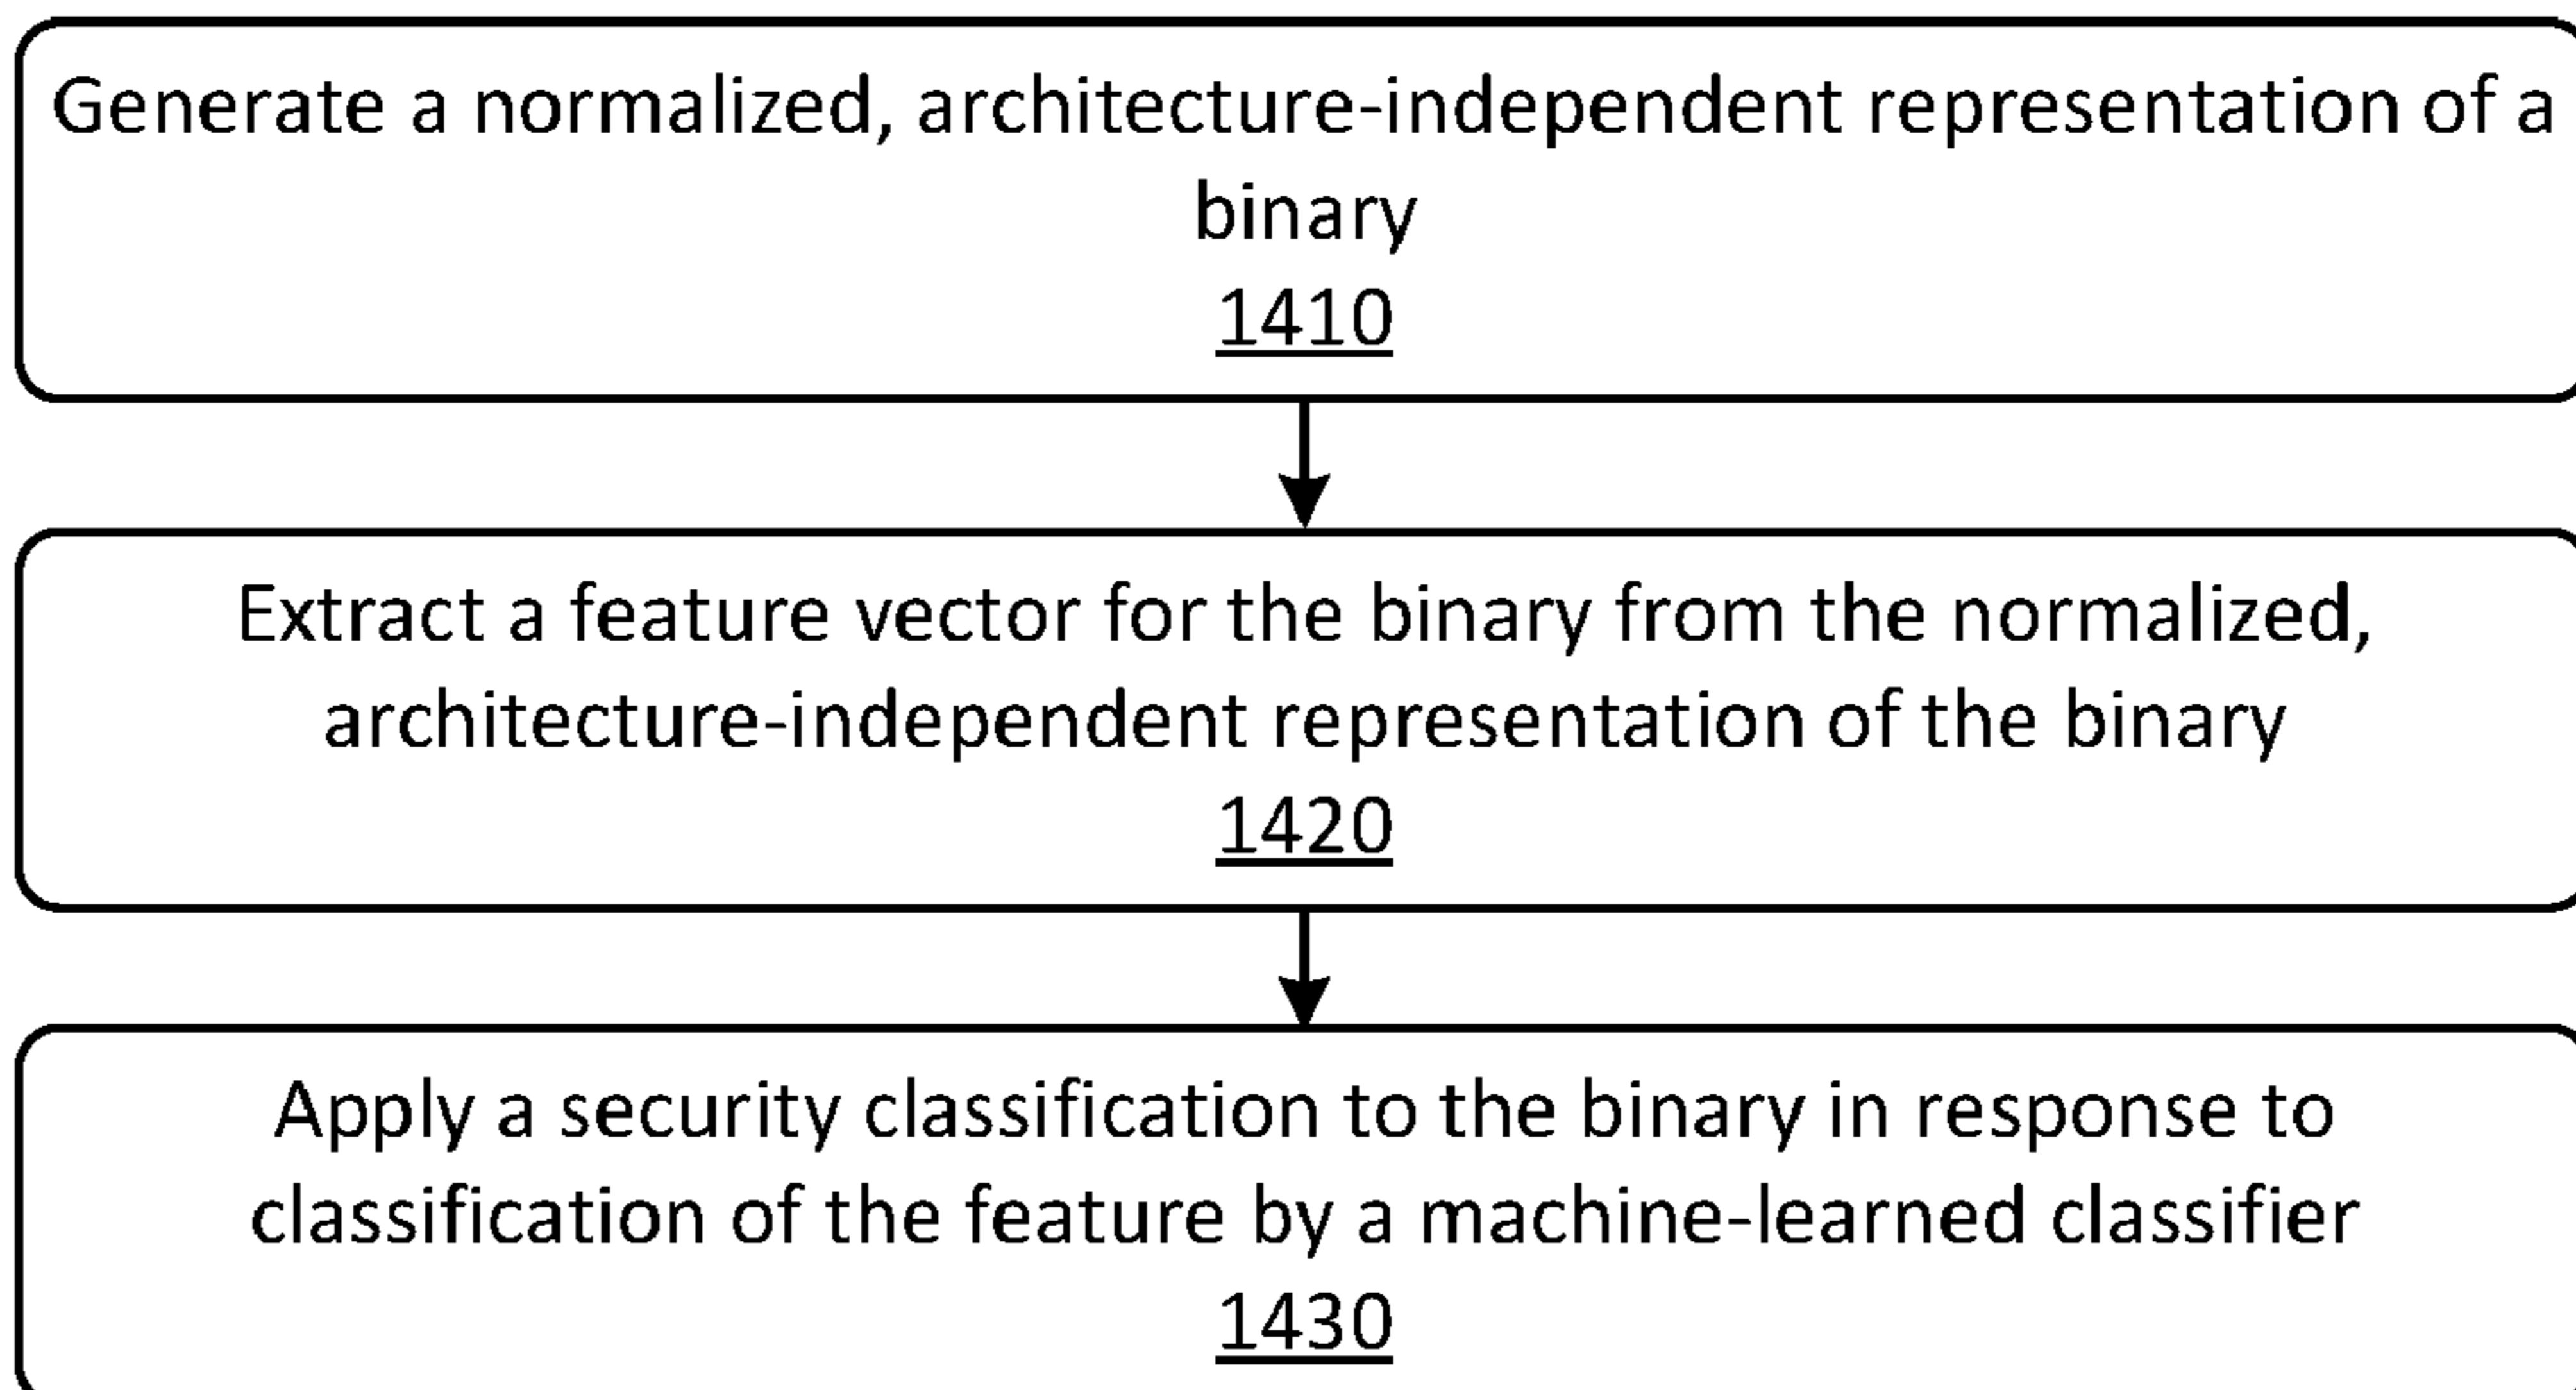 Generate a normalized, architecture-independent representation of a
binary
1410
Extract a feature vector for the binary from the normalized,
architecture-independent representation of the binary
1420
Apply a security classification to the binary in response to
classification of the feature by a machine-learned classifier
1430